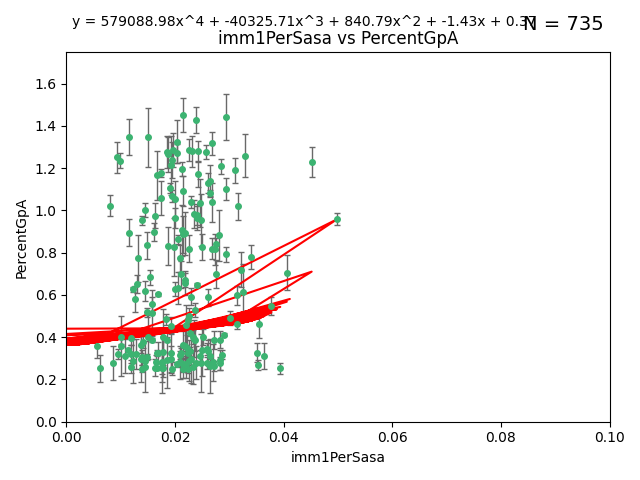 y = 579088.98x^4 + -40325.71x^3 + 840.79x^2 + -1.43x + 0.37
N = 735
imm1PerSasa vs PercentGpA
1.6
1.4
1.2
1.0
0.8
0.6
0.4
0.2
0.0
PercentGpA
0.00 0.02 0.04 0.06 0.08 0.10
imm1PerSasa